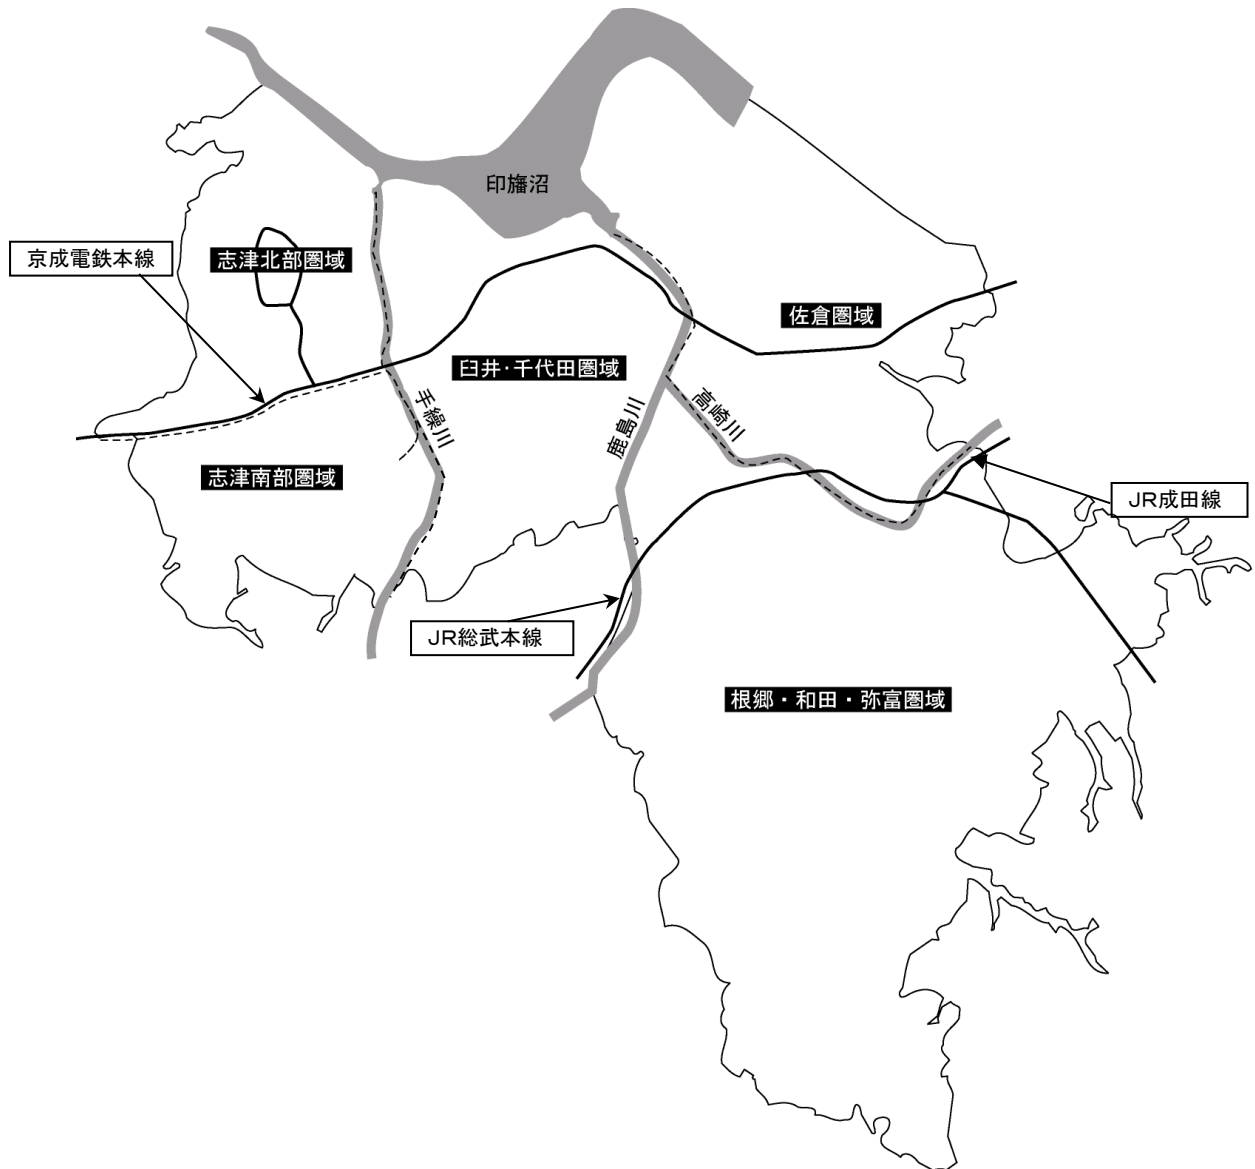 印旛沼
京成電鉄本線
志津北部圏域
佐倉圏域
臼井・千代田圏域
手繰川
鹿島川
高崎川
志津南部圏域
JR成田線
JR総武本線
根郷・和田・弥富圏域